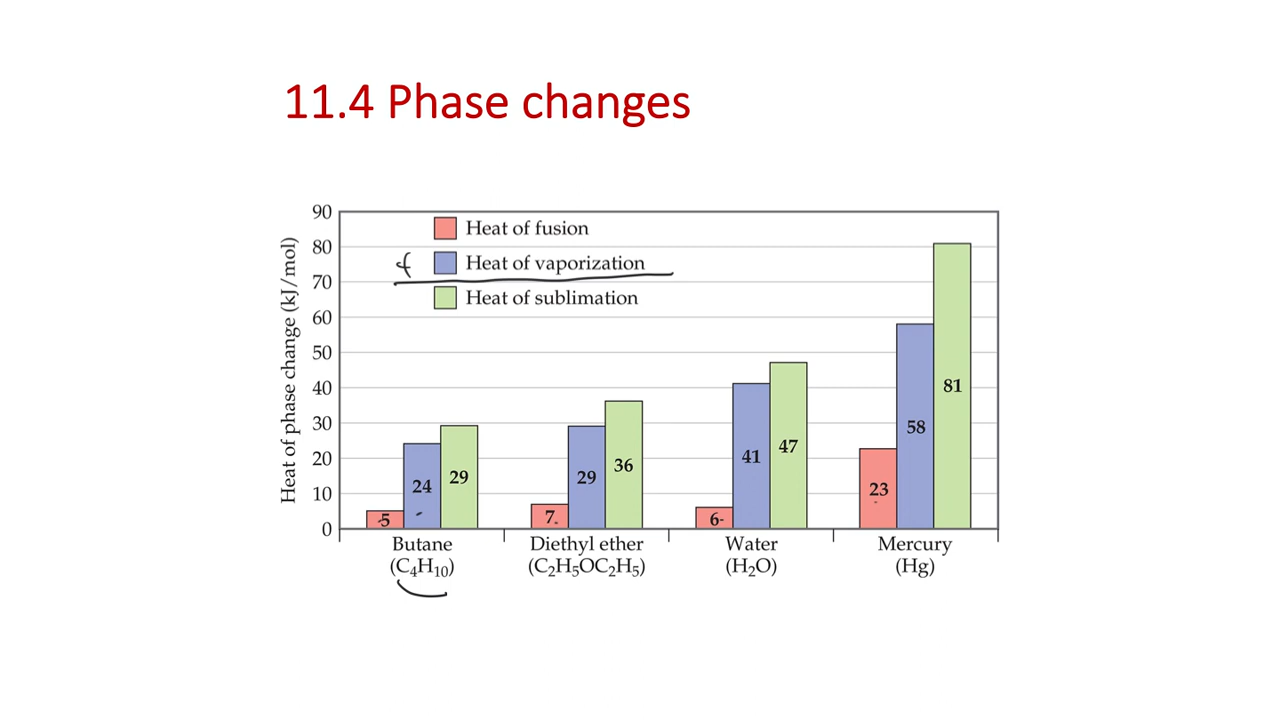 11.4 Phase changes
Heat of phase change (kJ/mol)
90
80
70
60
50
40
30
20
10
0
Heat of fusion
Heat of vaporization
Heat of sublimation
5
24
29
7
29
36
6
41
47
23
58
81
Butane
(C₄H₁₀)
Diethyl ether
(C₂H₅OC₂H₅)
Water
(H₂O)
Mercury
(Hg)